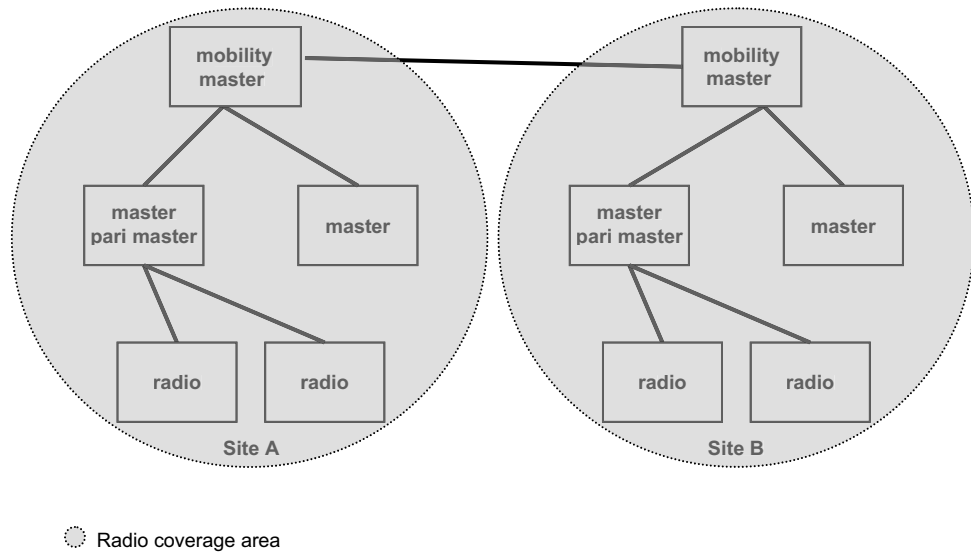 mobility
master
mobility
master
master
pari master
master
master
pari master
master
radio
radio
radio
radio
Site A
Site B
Radio coverage area